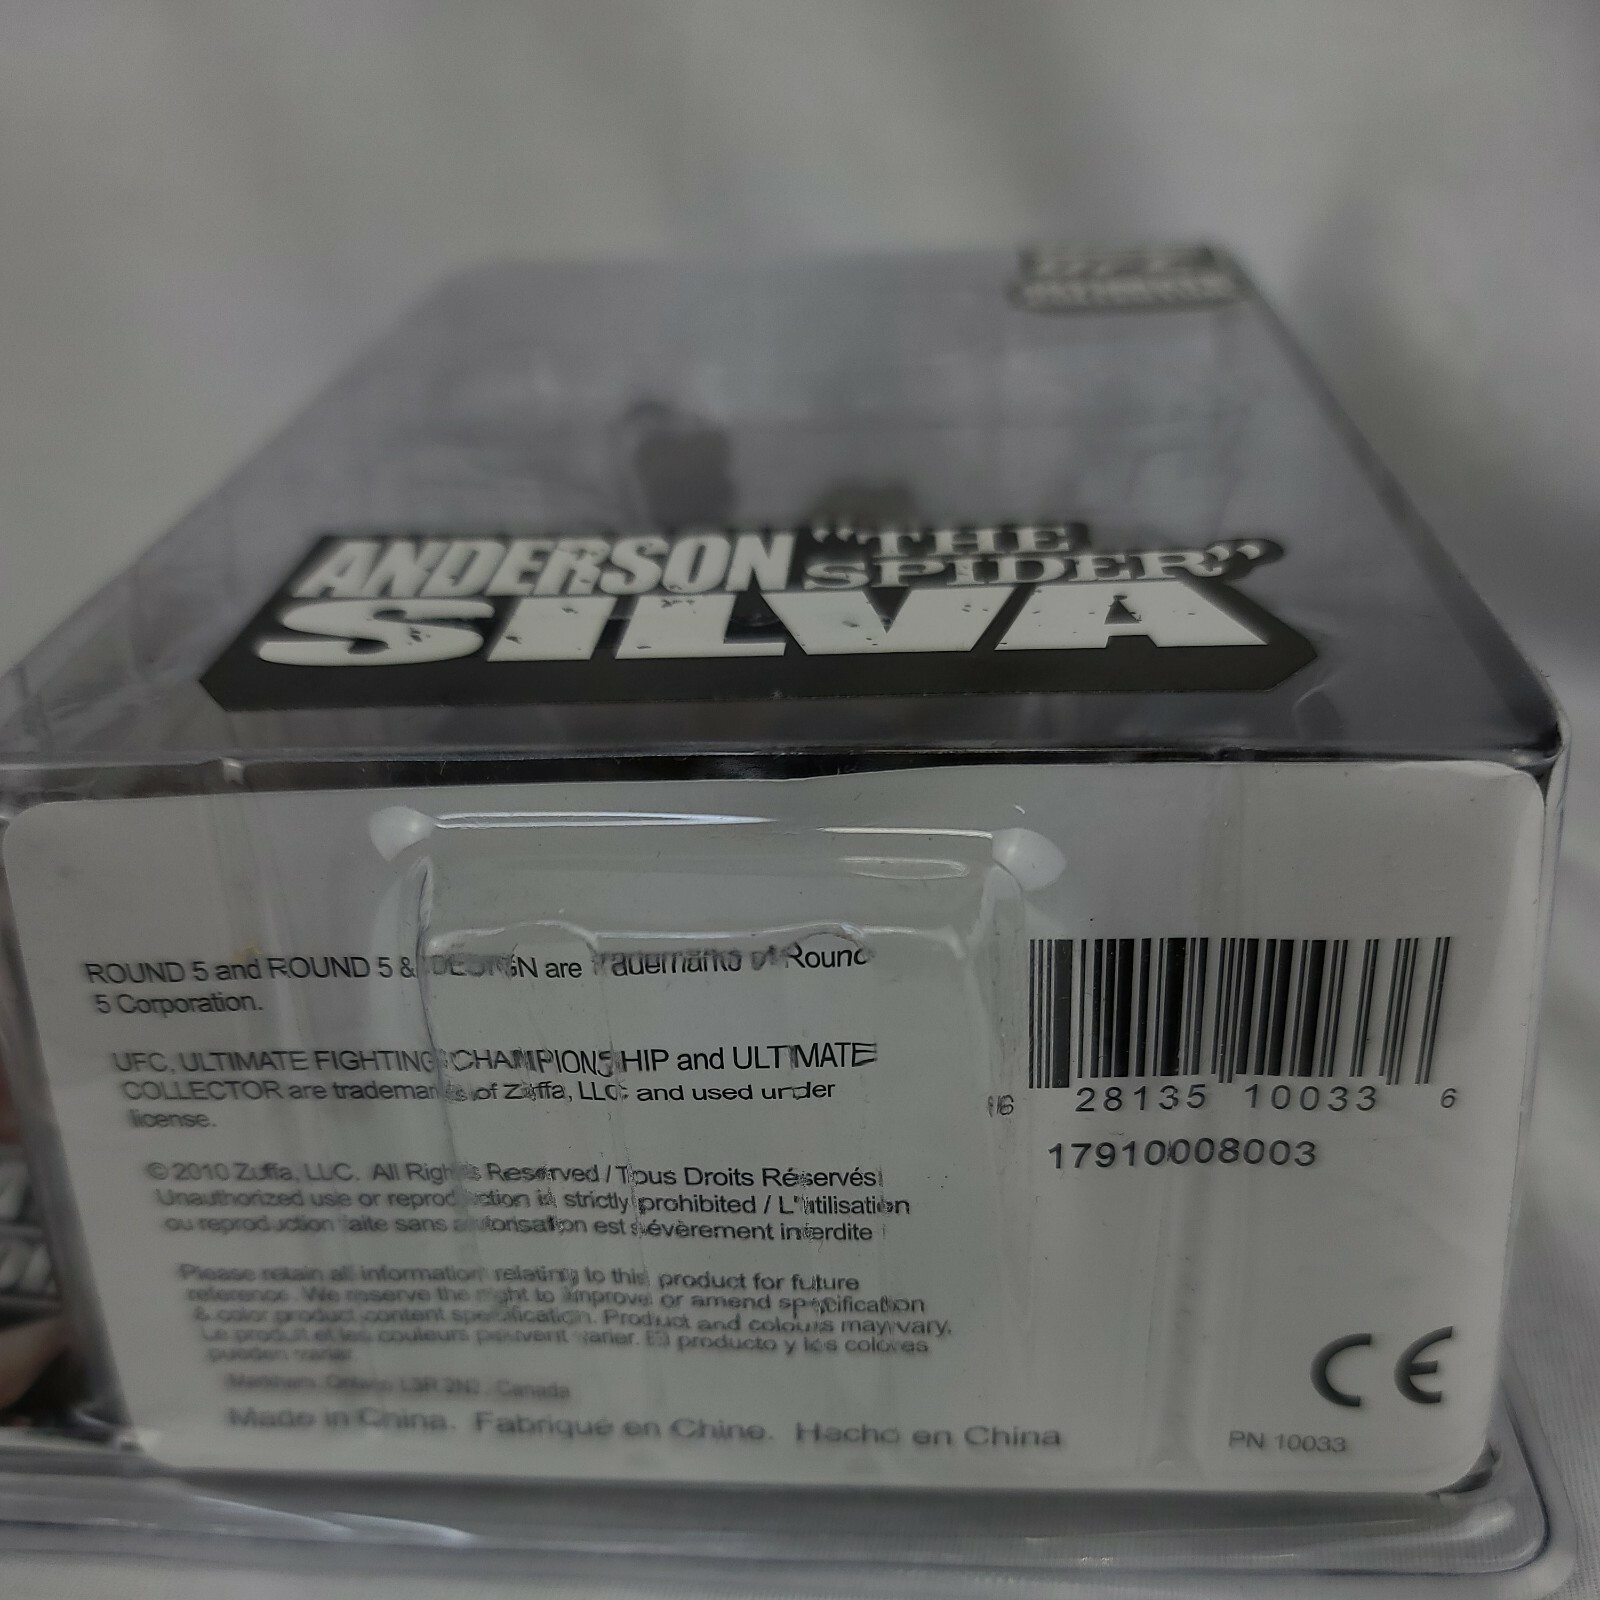 UFC
ANDERSON "THE
SPIDER"
SILVA
ROUND 5 and ROUND 5 & DESIGN are trademarks of Round
5 Corporation.
UFC, ULTIMATE FIGHTING CHAMPIONSHIP and ULTIMATE
COLLECTOR are trademarks of Zuffa, LLC and used under
license.
© 2010 Zuffa, LLC. All Rights Reserved / Tous Droits Réservés
Unauthorized use or reproduction is strictly prohibited / L'utilisation
ou reproduction faite sans autorisation est sévèrement interdite
Please retain all information relating to this product for future
reference. We reserve the right to improve or amend specification
& color product content specification. Product and colours may vary.
Le produit et les couleurs peuvent varier. El producto y los colores
pueden variar.
Markham, Ontario L3R 2N2, Canada
Made in China. Fabriqué en Chine. Hacho en China
28135 10033 6
17910008003
CE
PN 10033